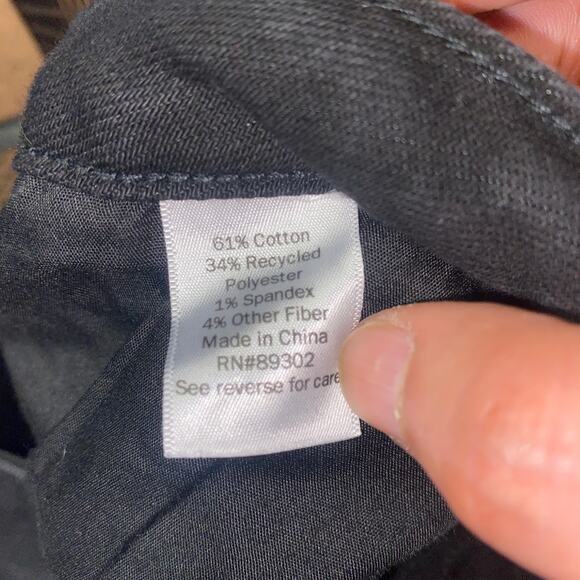 61% Cotton
34% Recycled
Polyester
1% Spandex
4% Other Fiber
Made in China
RN#89302
See reverse for care